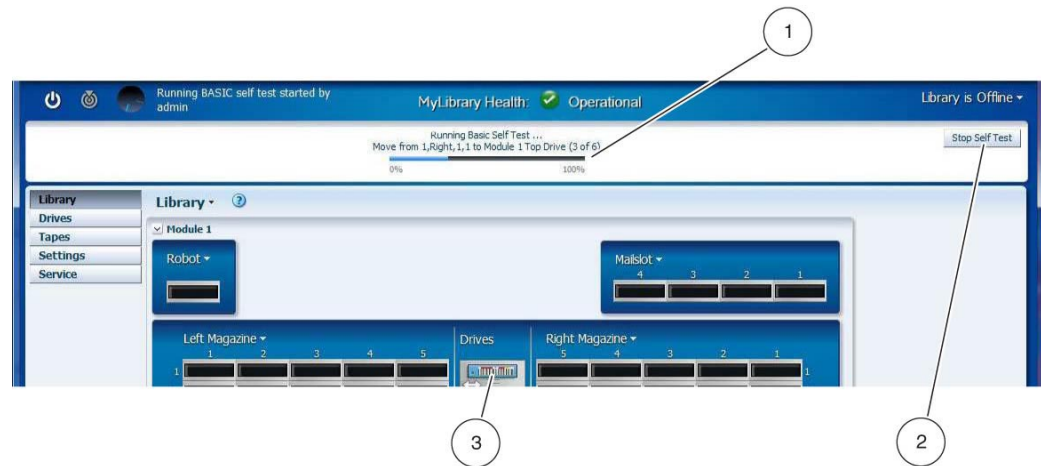 1
Running BASIC self test started by
admin
MyLibrary Health: Operational
Library is Offline
Running Basic Self Test ...
Move from 1,Right,1,1 to Module 1 Top Drive (3 of 6)
0% 100%
Stop Self Test
Library
Drives
Tapes
Settings
Service
Library
?
Module 1
Robot
Mailslot
4 3 2 1
Left Magazine Drives Right Magazine
1 2 3 4 5 5 4 3 2 1
1 1
3
2